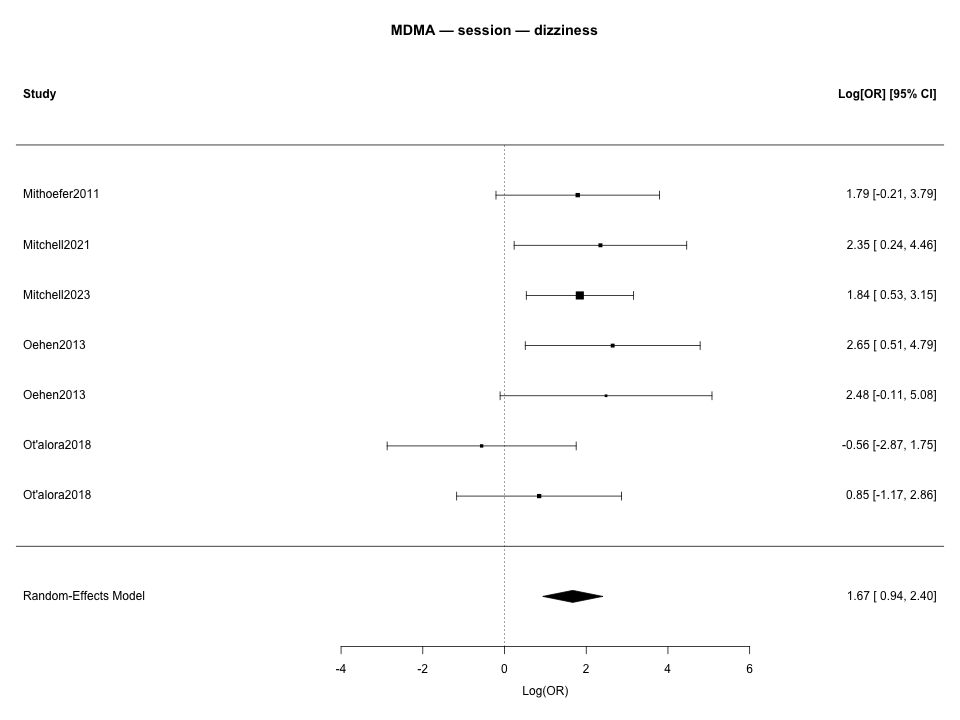 MDMA — session — dizziness
Study Log[OR] [95% CI]
Mithoefer2011 1.79 [-0.21, 3.79]
Mitchell2021 2.35 [ 0.24, 4.46]
Mitchell2023 1.84 [ 0.53, 3.15]
Oehen2013 2.65 [ 0.51, 4.79]
Oehen2013 2.48 [-0.11, 5.08]
Ot'alora2018 -0.56 [-2.87, 1.75]
Ot'alora2018 0.85 [-1.17, 2.86]
Random-Effects Model 1.67 [ 0.94, 2.40]
-4 -2 0 2 4 6
Log(OR)